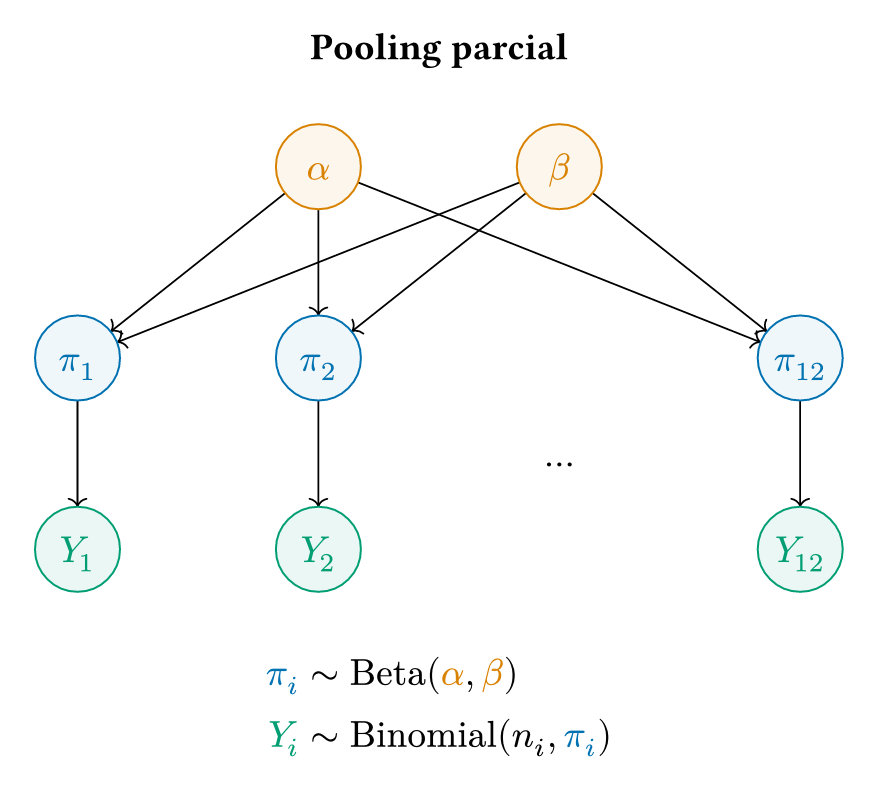 Pooling parcial
α β
π₁ π₂ π₁₂
...
Y₁ Y₂ Y₁₂
πᵢ ~ Beta(α, β)
Yᵢ ~ Binomial(nᵢ, πᵢ)